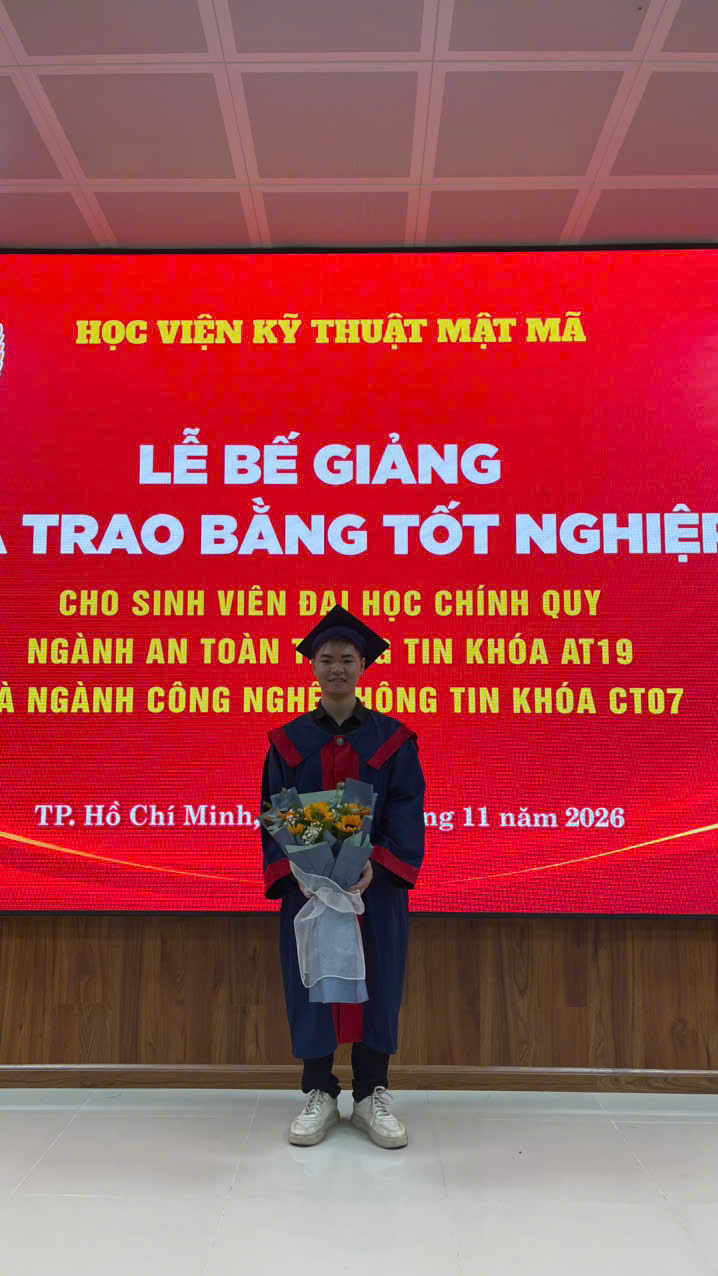 HỌC VIỆN KỸ THUẬT MẬT MÃ
LỄ BẾ GIẢNG
TRAO BẰNG TỐT NGHIỆP
CHO SINH VIÊN ĐẠI HỌC CHÍNH QUY
NGÀNH AN TOÀN TIN KHÓA AT19
NGÀNH CÔNG NGHỆ TIN KHÓA CT07
TP. Hồ Chí Minh, 11 năm 2026